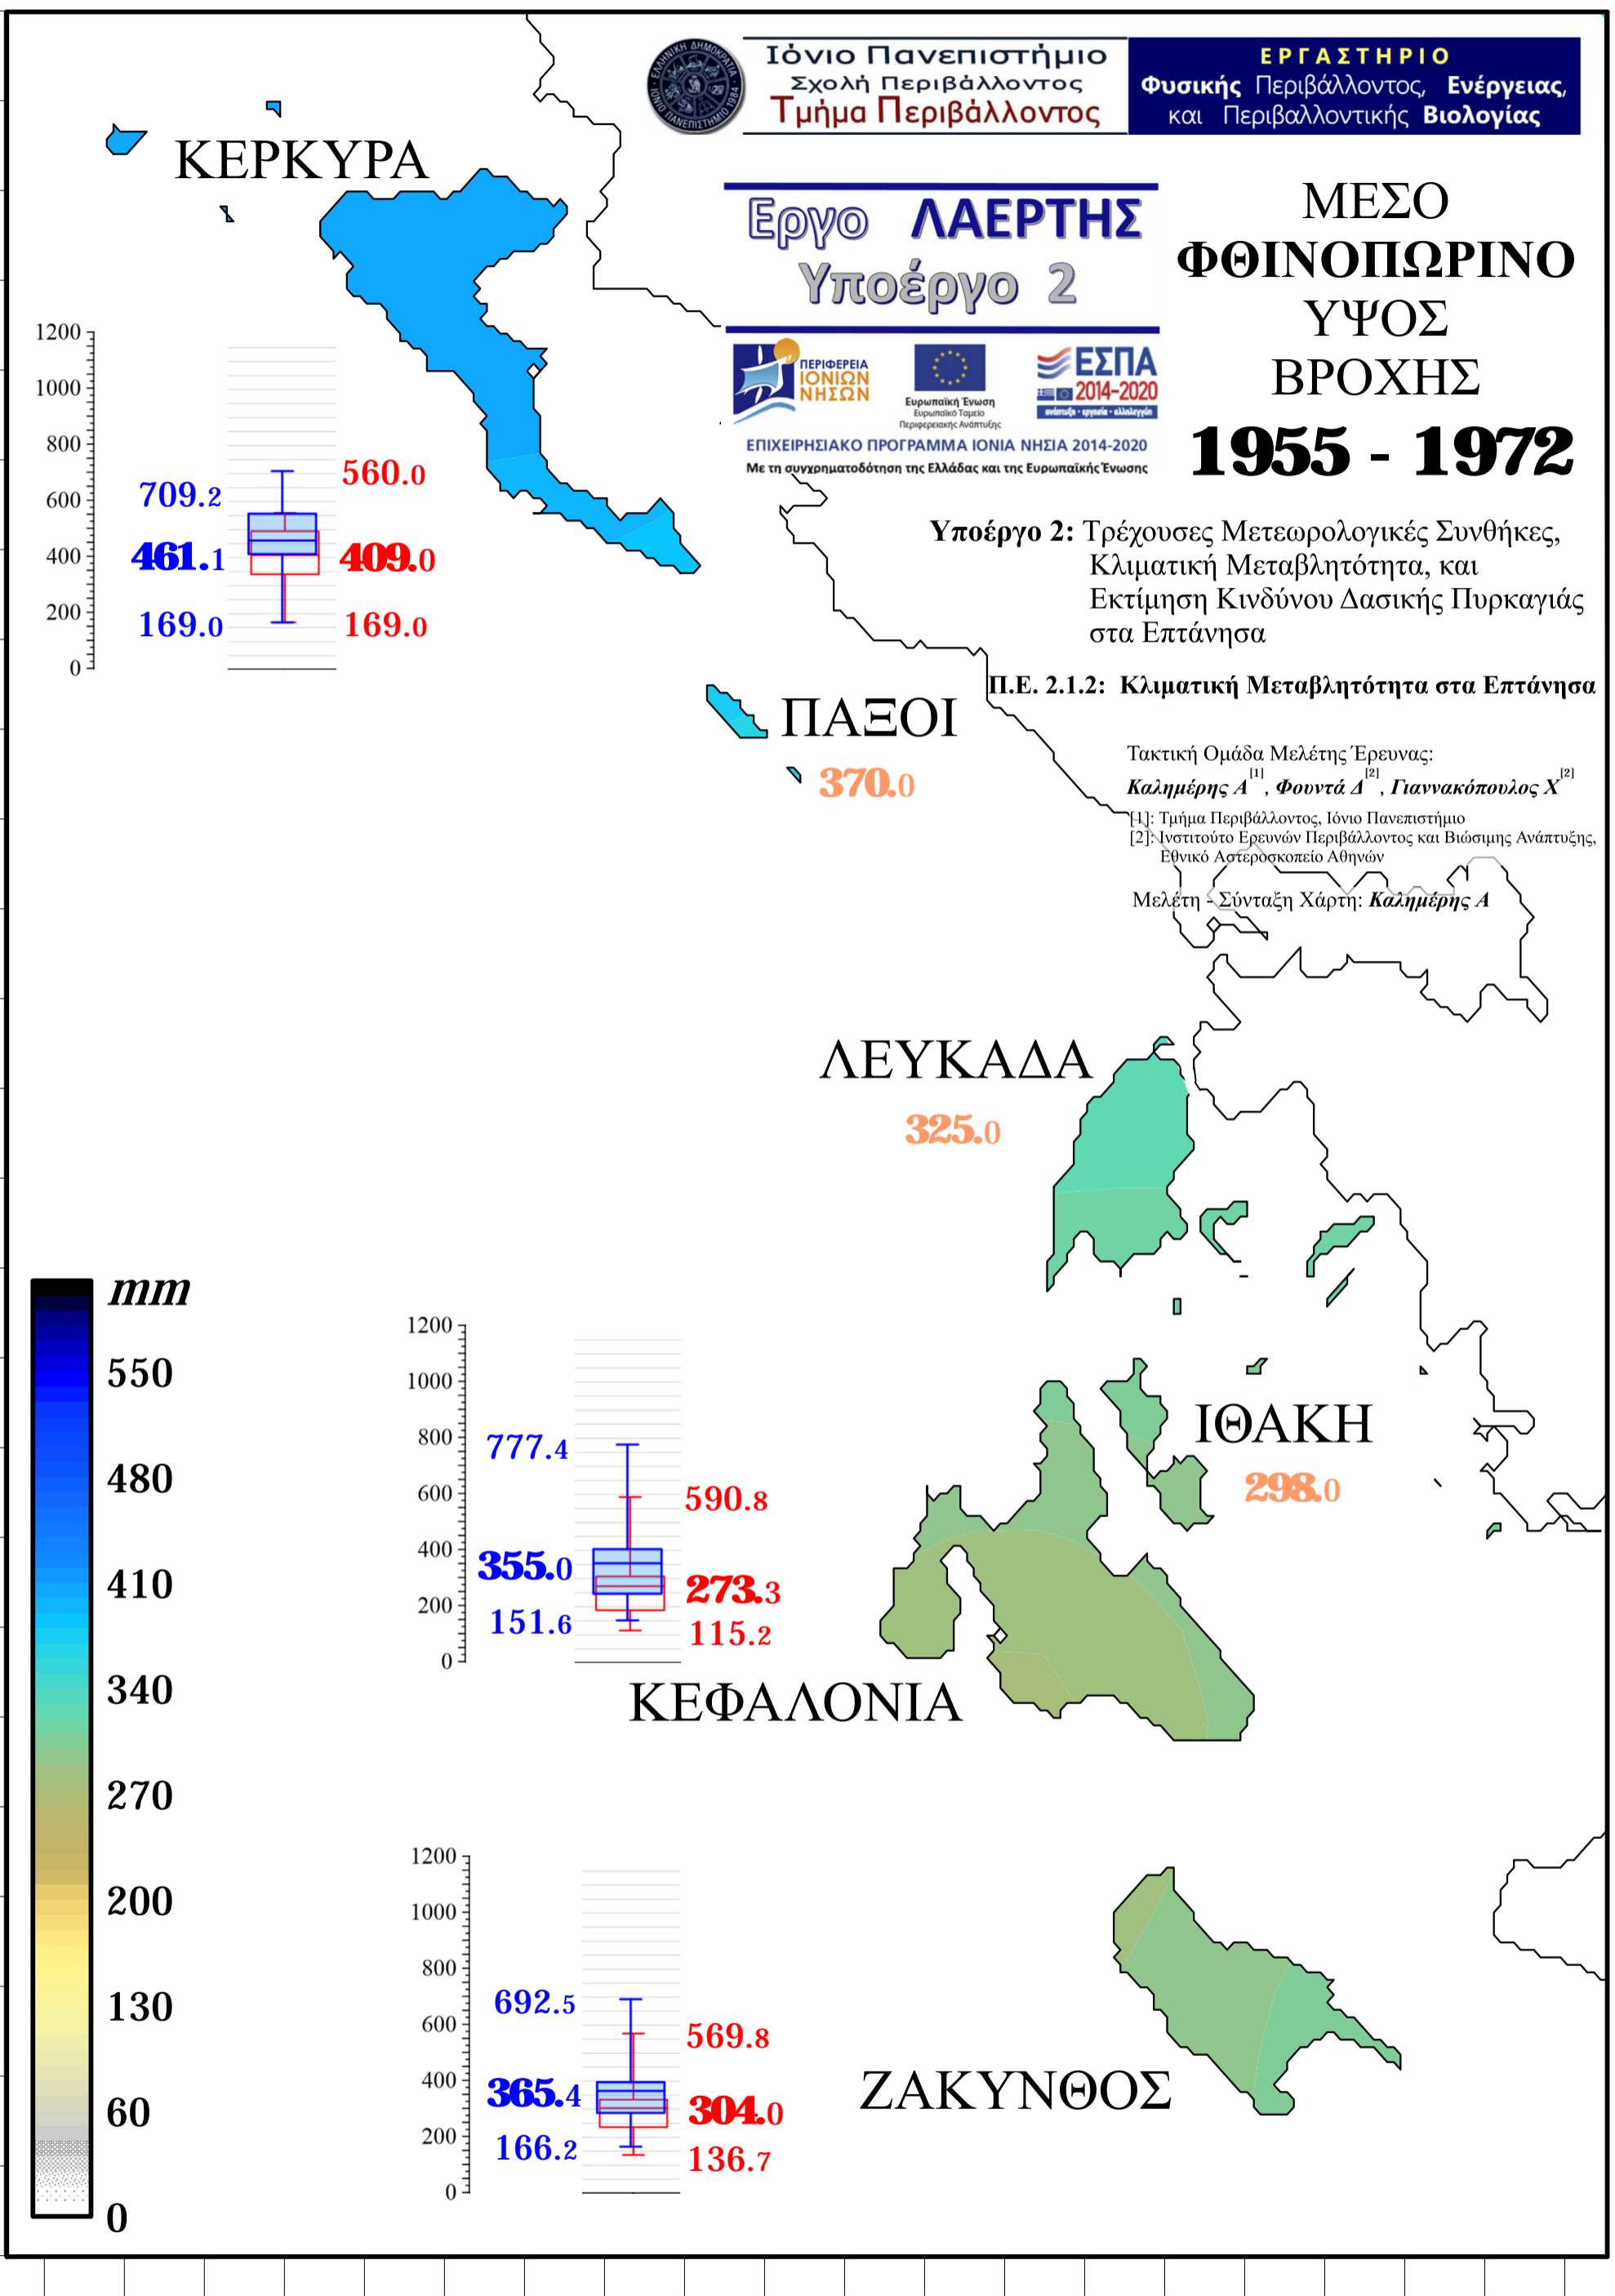 Ιόνιο Πανεπιστήμιο
Σχολή Περιβάλλοντος
Τμήμα Περιβάλλοντος
ΕΛΛΗΝΙΚΗ ΔΗΜΟΚΡΑΤΙΑ
ΙΟΝΙΟ ΠΑΝΕΠΙΣΤΗΜΙΟ 1984
ΕΡΓΑΣΤΗΡΙΟ
Φυσικής Περιβάλλοντος, Ενέργειας,
και Περιβαλλοντικής Βιολογίας
Εργο ΛΑΕΡΤΗΣ
Υποέργο 2
ΠΕΡΙΦΕΡΕΙΑ
ΙΟΝΙΩΝ
ΝΗΣΩΝ
Ευρωπαϊκή Ένωση
Ευρωπαϊκό Ταμείο
Περιφερειακής Ανάπτυξης
ΕΣΠΑ
2014-2020
ανάπτυξη - εργασία - αλληλεγγύη
ΕΠΙΧΕΙΡΗΣΙΑΚΟ ΠΡΟΓΡΑΜΜΑ ΙΟΝΙΑ ΝΗΣΙΑ 2014-2020
Με τη συγχρηματοδότηση της Ελλάδας και της Ευρωπαϊκής Ένωσης
ΜΕΣΟ
ΦΘΙΝΟΠΩΡΙΝΟ
ΥΨΟΣ
ΒΡΟΧΗΣ
1955 - 1972
Υποέργο 2: Τρέχουσες Μετεωρολογικές Συνθήκες,
Κλιματική Μεταβλητότητα, και
Εκτίμηση Κινδύνου Δασικής Πυρκαγιάς
στα Επτάνησα
Π.Ε. 2.1.2: Κλιματική Μεταβλητότητα στα Επτάνησα
Τακτική Ομάδα Μελέτης Έρευνας:
Καλημέρης Α[1], Φουντά Δ[2], Γιαννακόπουλος Χ[2]
[1]: Τμήμα Περιβάλλοντος, Ιόνιο Πανεπιστήμιο
[2]: Ινστιτούτο Ερευνών Περιβάλλοντος και Βιώσιμης Ανάπτυξης,
Εθνικό Αστεροσκοπείο Αθηνών
Μελέτη - Σύνταξη Χάρτη: Καλημέρης Α
ΚΕΡΚΥΡΑ
1200
1000
800
600
400
200
0
709.2
461.1
169.0
560.0
409.0
169.0
ΠΑΞΟΙ
370.0
ΛΕΥΚΑΔΑ
325.0
ΙΘΑΚΗ
298.0
1200
1000
800
600
400
200
0
777.4
355.0
151.6
590.8
273.3
115.2
ΚΕΦΑΛΟΝΙΑ
1200
1000
800
600
400
200
0
692.5
365.4
166.2
569.8
304.0
136.7
ΖΑΚΥΝΘΟΣ
mm
550
480
410
340
270
200
130
60
0